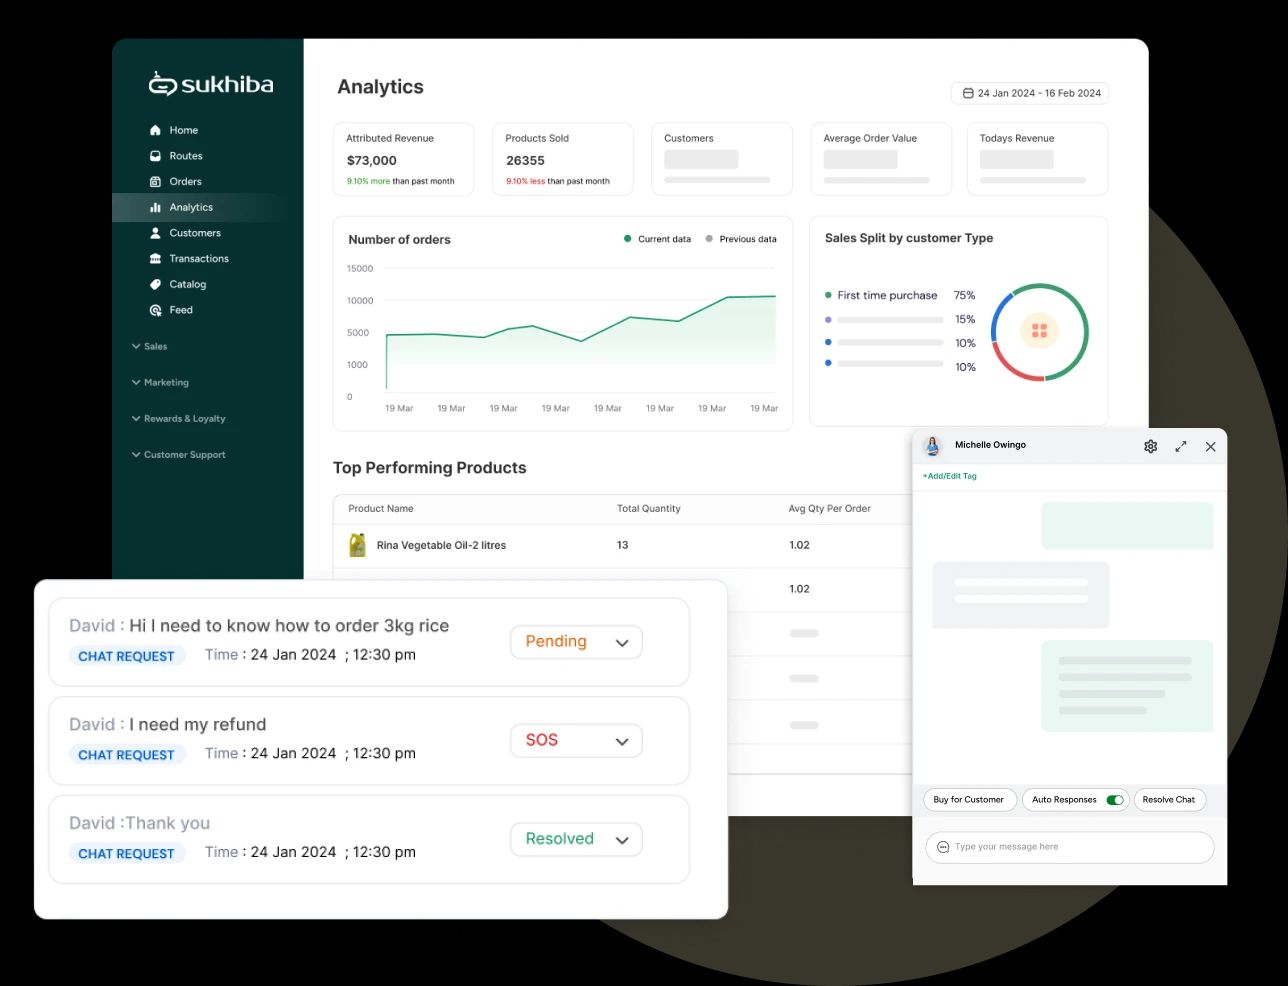 sukhiba
Home
Routes
Orders
Analytics
Customers
Transactions
Catalog
Feed
Sales
Marketing
Rewards & Loyalty
Customer Support
Analytics
24 Jan 2024 - 16 Feb 2024
Attributed Revenue
$73,000
9.10% more than past month
Products Sold
26355
9.10% less than past month
Customers
Average Order Value
Todays Revenue
Number of orders
Current data
Previous data
15000
10000
5000
1000
0
19 Mar 19 Mar 19 Mar 19 Mar 19 Mar 19 Mar 19 Mar 19 Mar
Sales Split by customer Type
First time purchase 75%
15%
10%
10%
Top Performing Products
Product Name Total Quantity Avg Qty Per Order
Rina Vegetable Oil-2 litres 13 1.02
1.02
David : Hi I need to know how to order 3kg rice
CHAT REQUEST Time : 24 Jan 2024 ; 12:30 pm
Pending
David : I need my refund
CHAT REQUEST Time : 24 Jan 2024 ; 12:30 pm
SOS
David :Thank you
CHAT REQUEST Time : 24 Jan 2024 ; 12:30 pm
Resolved
Michelle Owingo
+Add/Edit Tag
Buy for Customer
Auto Responses
Resolve Chat
Type your message here